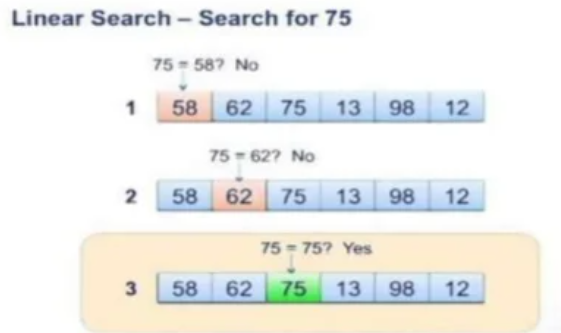 Linear Search – Search for 75
75 = 58? No
1 58 62 75 13 98 12
75 = 62? No
2 58 62 75 13 98 12
75 = 75? Yes
3 58 62 75 13 98 12